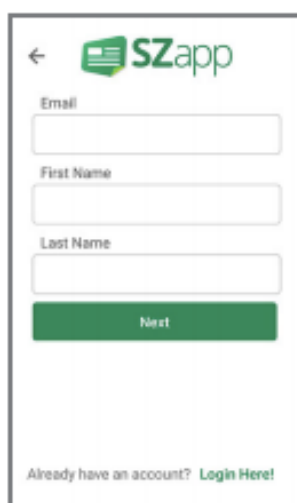 SZapp
Email
First Name
Last Name
Next
Already have an account? Login Here!